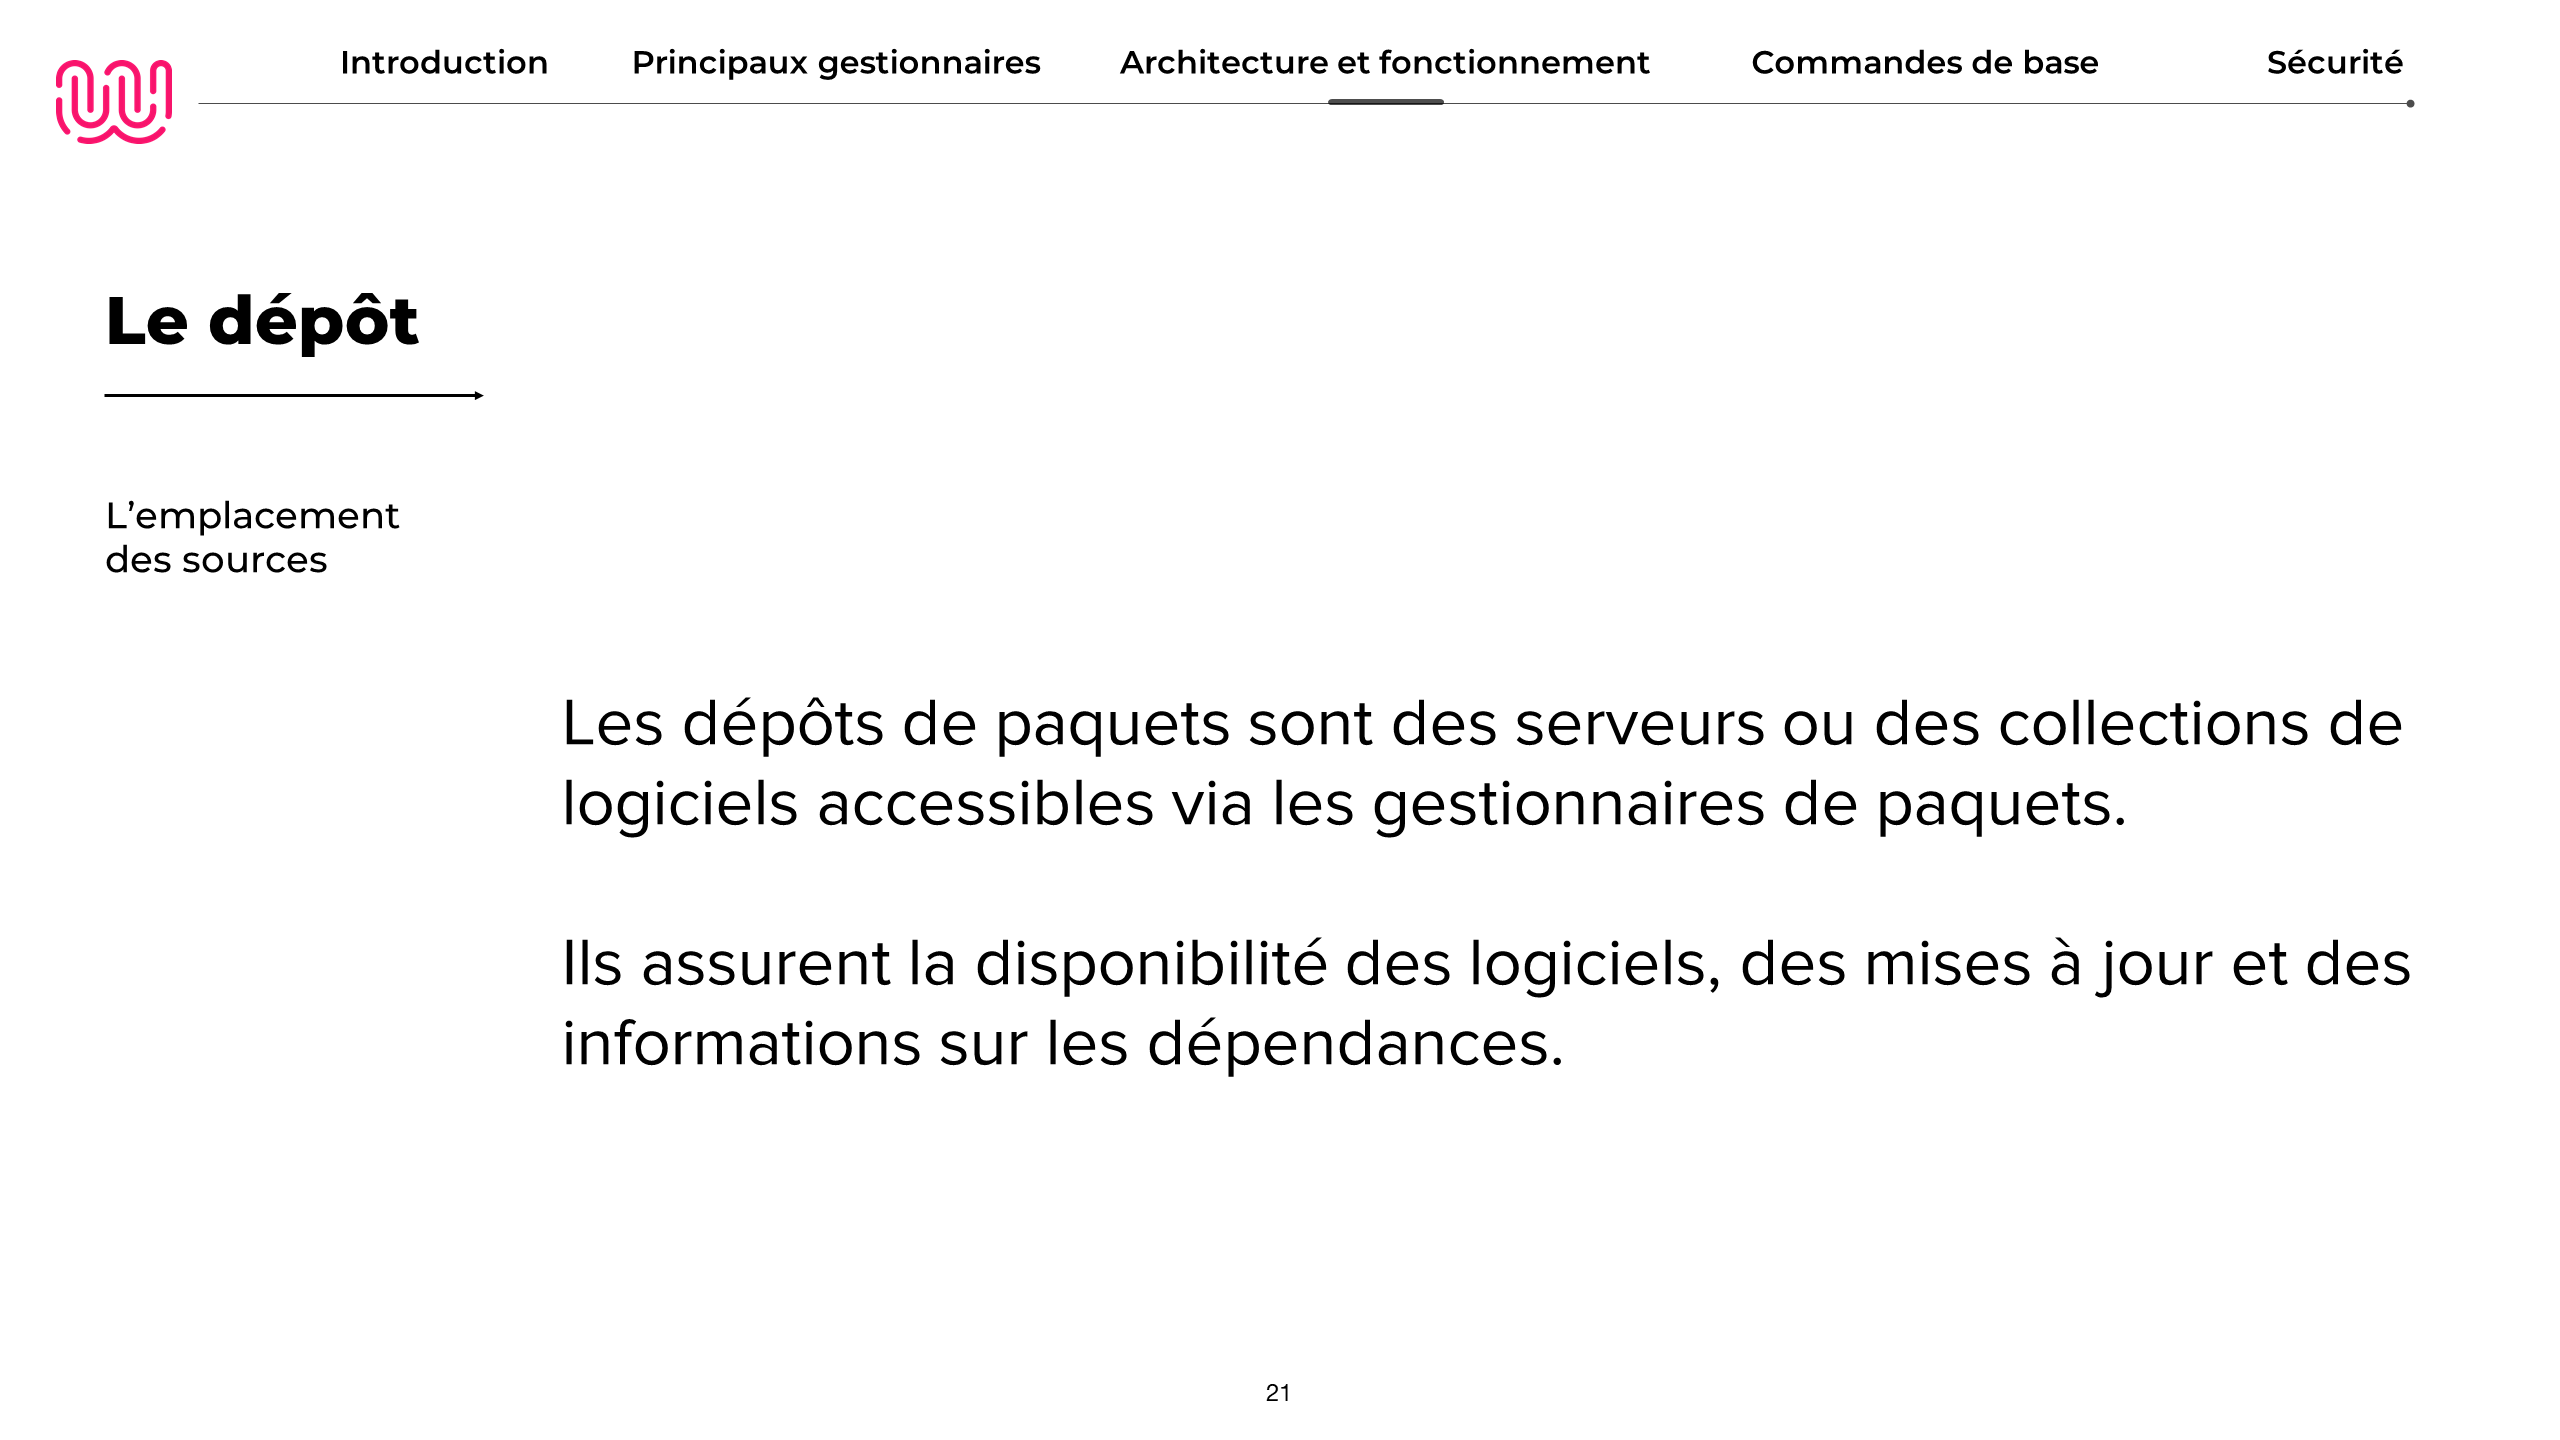 Introduction
Principaux gestionnaires
Architecture et fonctionnement
Commandes de base
Sécurité
Le dépôt
L’emplacement
des sources
Les dépôts de paquets sont des serveurs ou des collections de
logiciels accessibles via les gestionnaires de paquets.
Ils assurent la disponibilité des logiciels, des mises à jour et des
informations sur les dépendances.
21